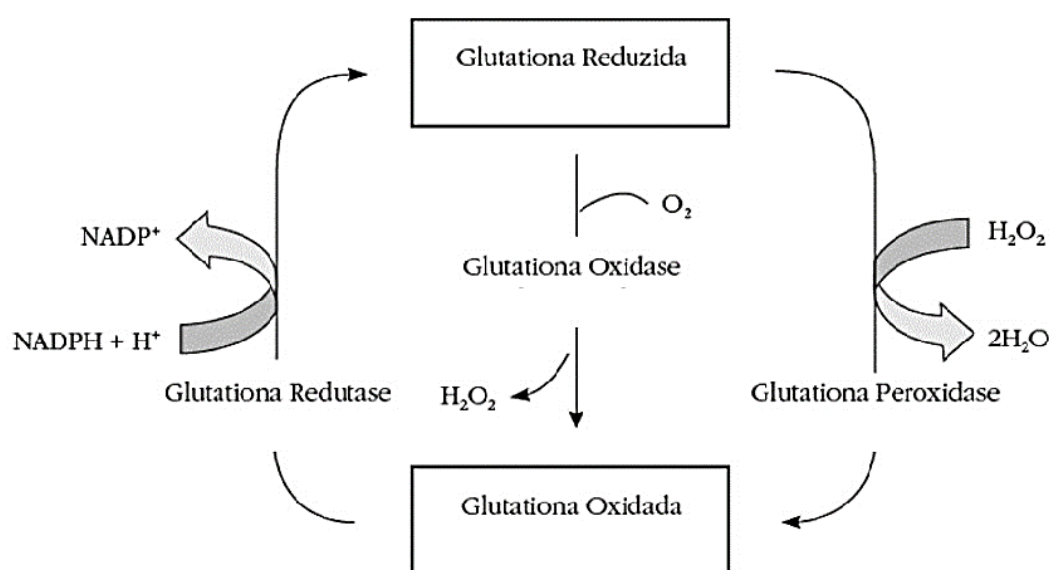 Glutationa Reduzida
O₂
NADP⁺
H₂O₂
Glutationa Oxidase
NADPH + H⁺
2H₂O
Glutationa Redutase
H₂O₂
Glutationa Peroxidase
Glutationa Oxidada